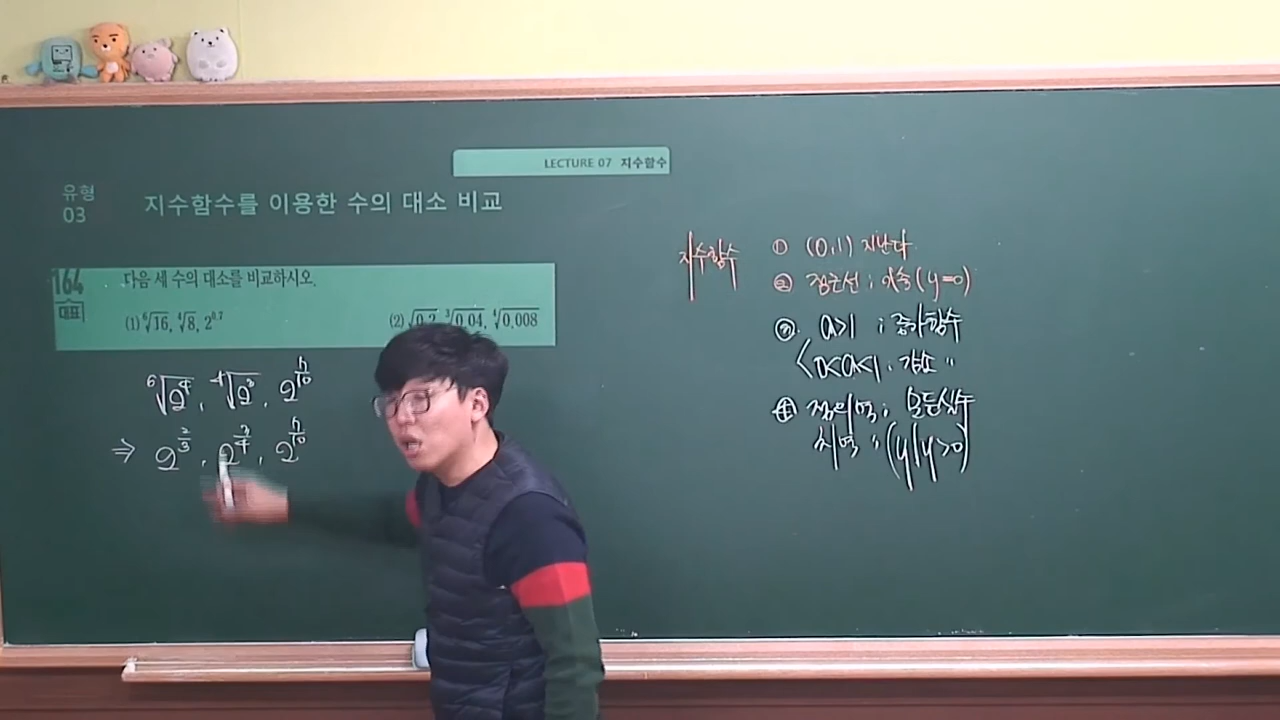 LECTURE 07 지수함수
유형
03
지수함수를 이용한 수의 대소 비교
164
대표
다음 세 수의 대소를 비교하시오.
(1) ⁶√16, ⁴√8, 2^0.7
(2) √0.2, ³√0.04, ⁴√0.008
⁶√2⁴, ⁴√2³, 2^(7/10)
⇒ 2^(2/3), 2^(3/4), 2^(7/10)
지수함수 ① (0,1) 지난다.
② 점근선 ; x축 (y=0)
③ a>1 ; 증가함수
0<a<1 ; 감소 〃
④ 정의역 ; 모든실수
치역 ; {y|y>0}